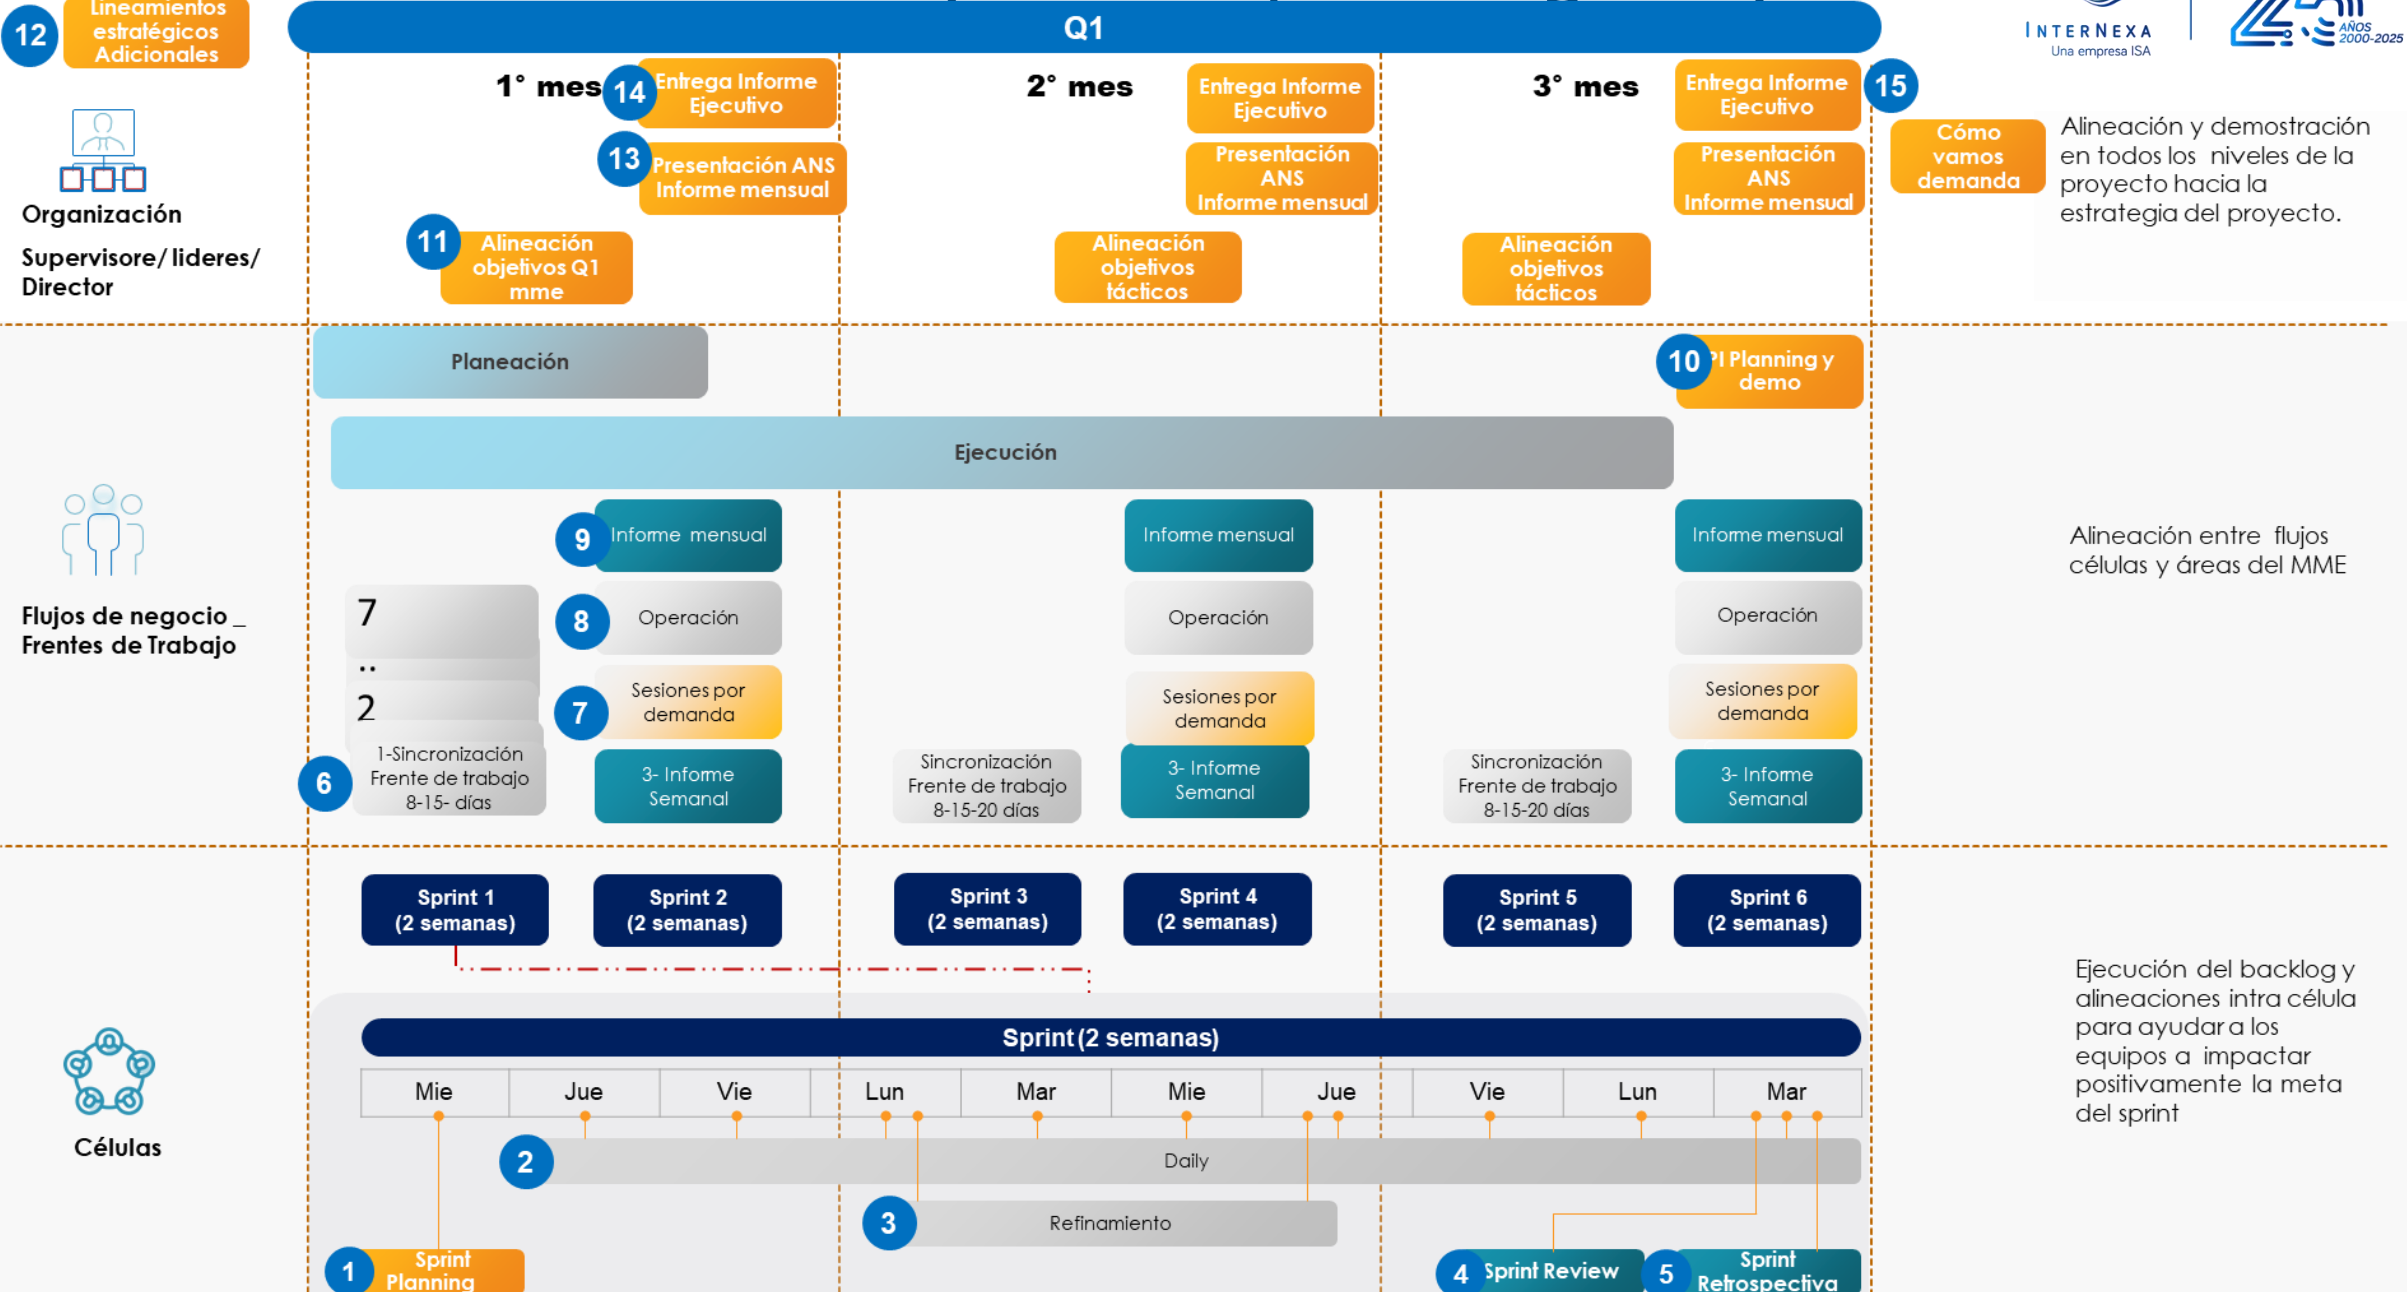 12
Lineamientos
estratégicos
Adicionales
Q1
INTERNEXA
Una empresa ISA
AÑOS
2000-2025
1° mes
14
Entrega Informe
Ejecutivo
2° mes
Entrega Informe
Ejecutivo
3° mes
Entrega Informe
Ejecutivo
15
13
Presentación ANS
Informe mensual
Presentación
ANS
Informe mensual
Presentación
ANS
Informe mensual
Cómo
vamos
demanda
Alineación y demostración
en todos los niveles de la
proyecto hacia la
estrategia del proyecto.
Organización
Supervisore/ lideres/
Director
11
Alineación
objetivos Q1
mme
Alineación
objetivos
tácticos
Alineación
objetivos
tácticos
Planeación
10
PI Planning y
demo
Ejecución
9
Informe mensual
Informe mensual
Informe mensual
Alineación entre flujos
células y áreas del MME
Flujos de negocio _
Frentes de Trabajo
7
..
2
8
Operación
Operación
Operación
7
Sesiones por
demanda
Sesiones por
demanda
Sesiones por
demanda
6
1-Sincronización
Frente de trabajo
8-15- días
3- Informe
Semanal
Sincronización
Frente de trabajo
8-15-20 días
3- Informe
Semanal
Sincronización
Frente de trabajo
8-15-20 días
3- Informe
Semanal
Sprint 1
(2 semanas)
Sprint 2
(2 semanas)
Sprint 3
(2 semanas)
Sprint 4
(2 semanas)
Sprint 5
(2 semanas)
Sprint 6
(2 semanas)
Ejecución del backlog y
alineaciones intra célula
para ayudar a los
equipos a impactar
positivamente la meta
del sprint
Células
Sprint (2 semanas)
Mie Jue Vie Lun Mar Mie Jue Vie Lun Mar
2
Daily
3
Refinamiento
1
Sprint
Planning
4
Sprint Review
5
Sprint
Retrospectiva